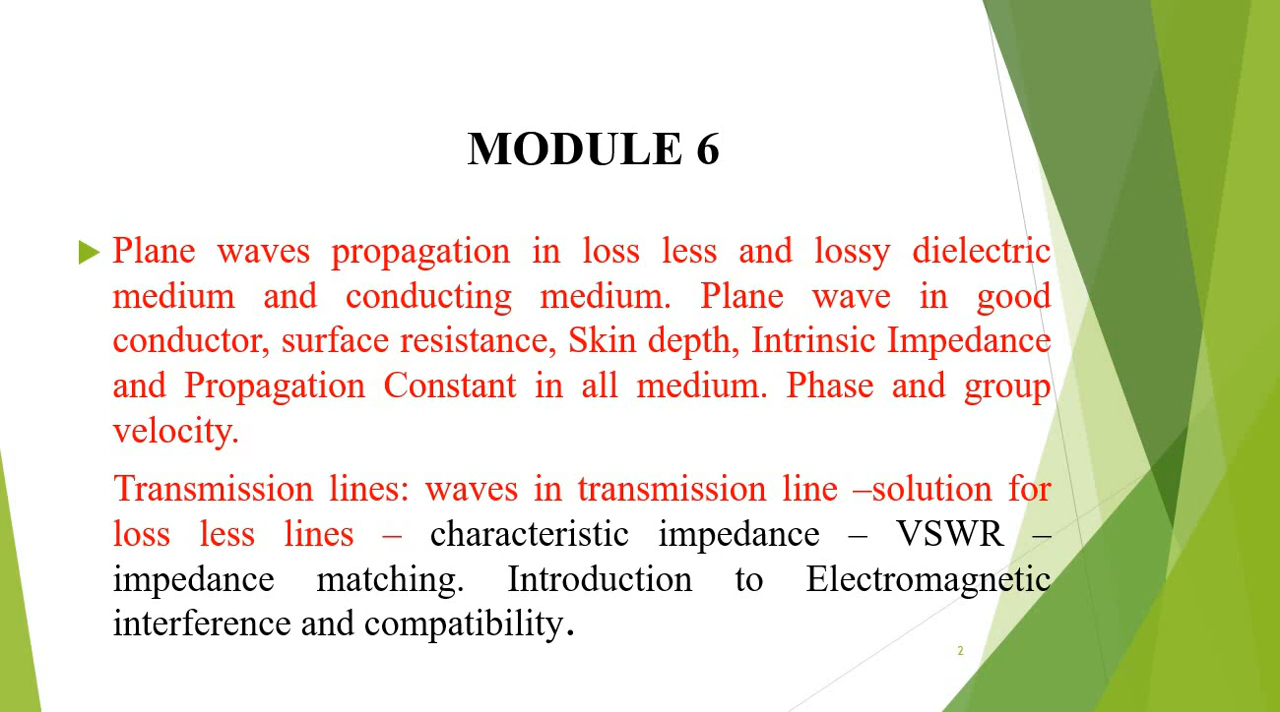 MODULE 6
Plane waves propagation in loss less and lossy dielectric
medium and conducting medium. Plane wave in good
conductor, surface resistance, Skin depth, Intrinsic Impedance
and Propagation Constant in all medium. Phase and group
velocity.
Transmission lines: waves in transmission line –solution for
loss less lines – characteristic impedance – VSWR –
impedance matching. Introduction to Electromagnetic
interference and compatibility.
2